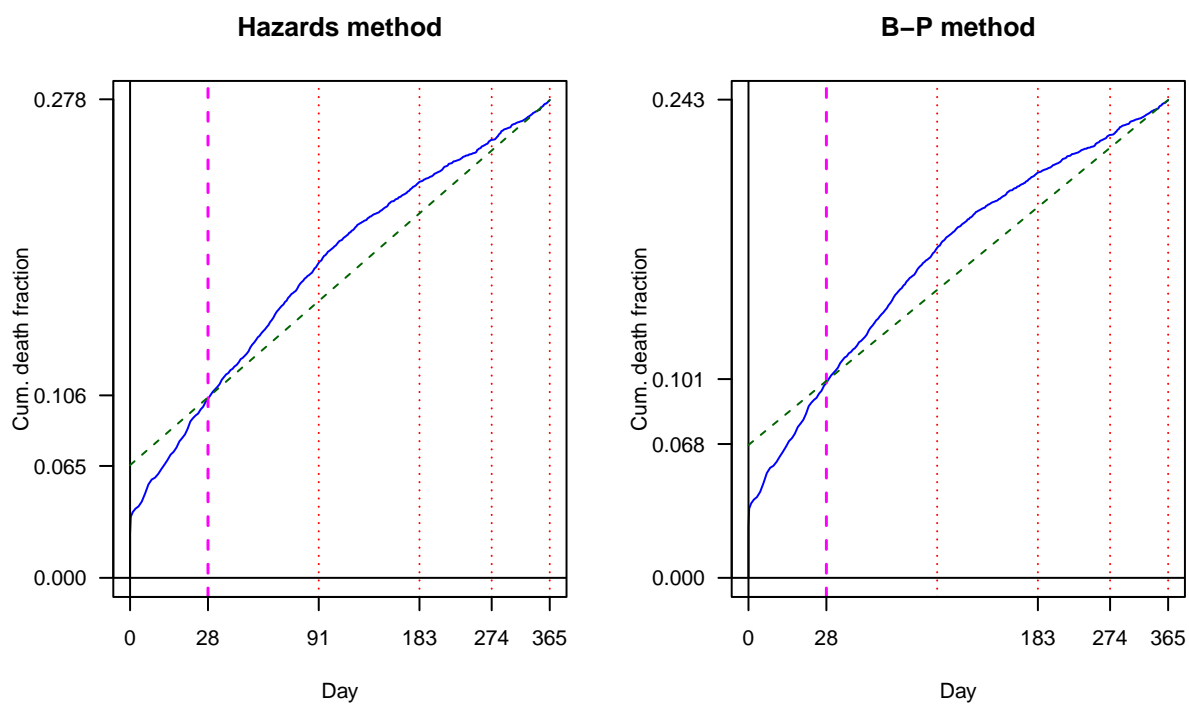 Hazards method
Cum. death fraction
0.278
0.106
0.065
0.000
0 28 91 183 274 365
Day
B−P method
Cum. death fraction
0.243
0.101
0.068
0.000
0 28 183 274 365
Day